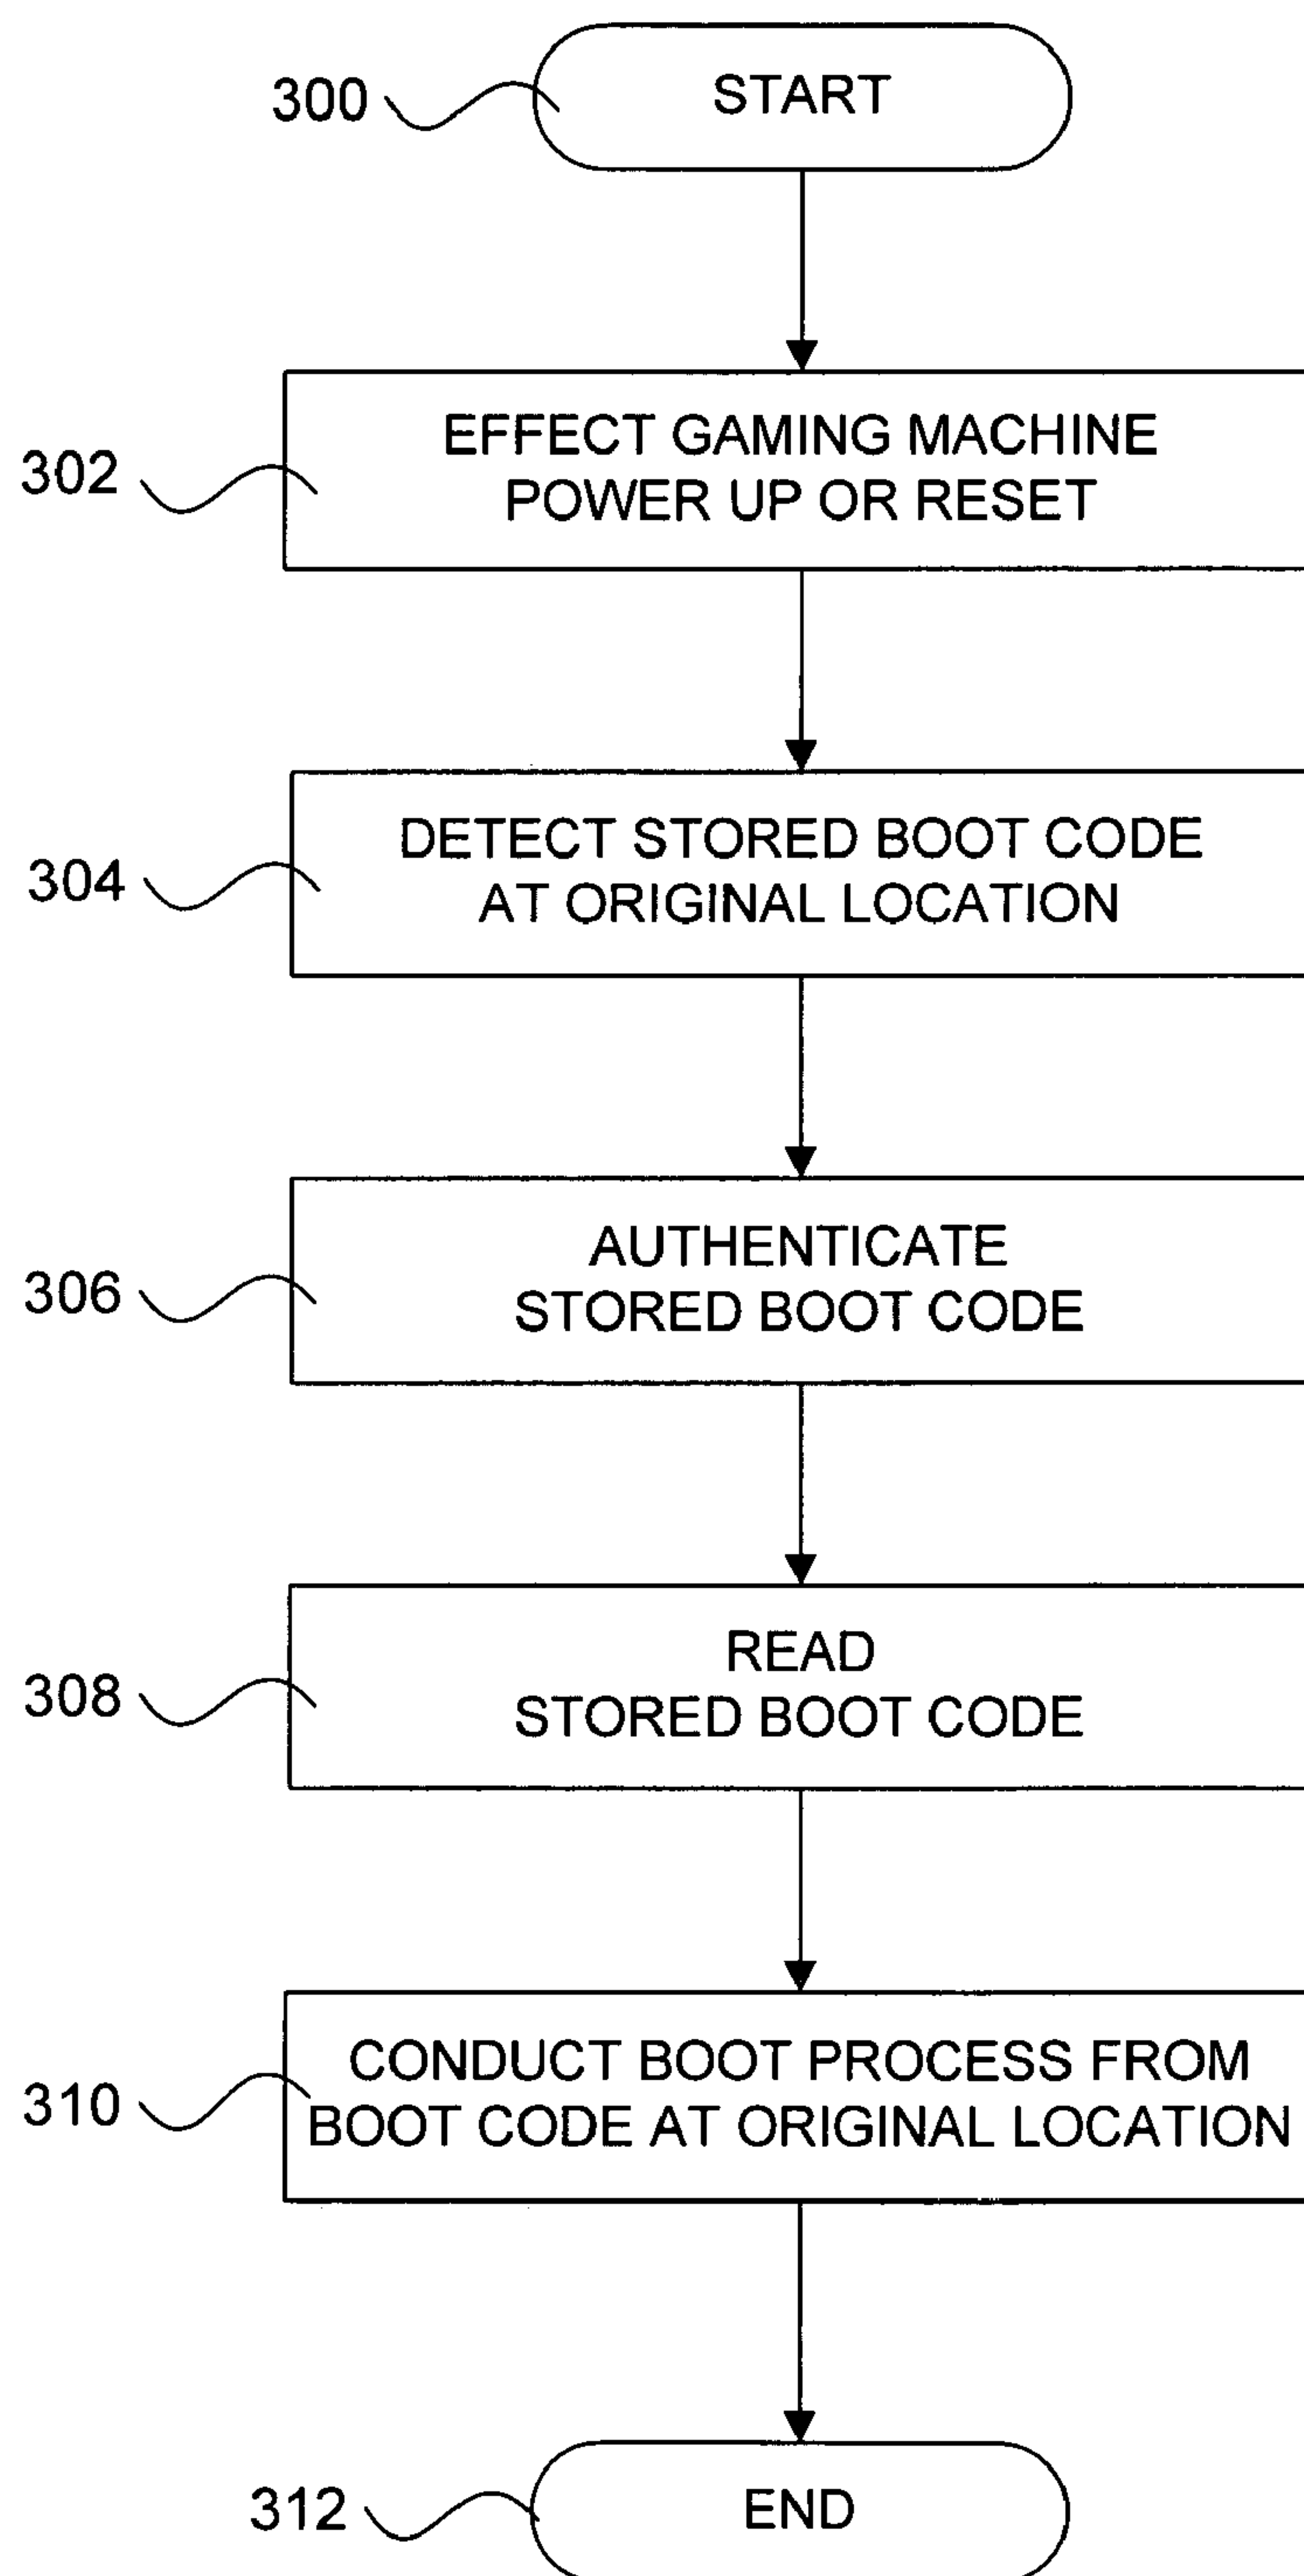 300
START
302
EFFECT GAMING MACHINE
POWER UP OR RESET
304
DETECT STORED BOOT CODE
AT ORIGINAL LOCATION
306
AUTHENTICATE
STORED BOOT CODE
308
READ
STORED BOOT CODE
310
CONDUCT BOOT PROCESS FROM
BOOT CODE AT ORIGINAL LOCATION
312
END